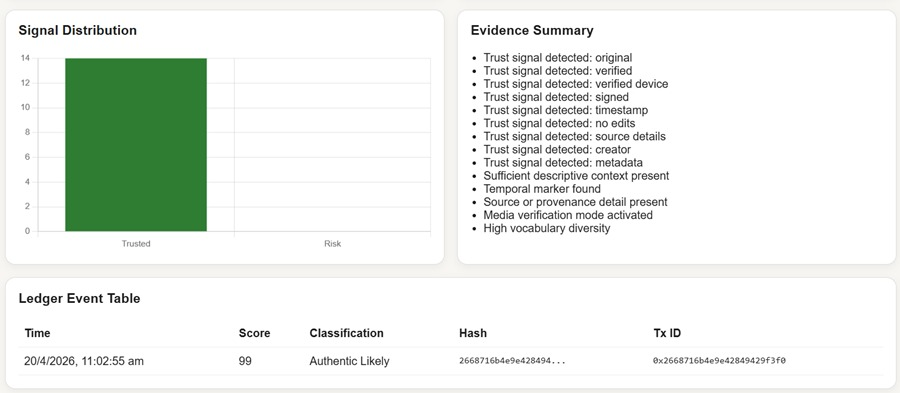 Signal Distribution
14
12
10
8
6
4
2
0
Trusted
Risk
Evidence Summary
• Trust signal detected: original
• Trust signal detected: verified
• Trust signal detected: verified device
• Trust signal detected: signed
• Trust signal detected: timestamp
• Trust signal detected: no edits
• Trust signal detected: source details
• Trust signal detected: creator
• Trust signal detected: metadata
• Sufficient descriptive context present
• Temporal marker found
• Source or provenance detail present
• Media verification mode activated
• High vocabulary diversity
Ledger Event Table
Time Score Classification Hash Tx ID
20/4/2026, 11:02:55 am 99 Authentic Likely 2668716b4e9e428494... 0x2668716b4e9e42849429f3f0